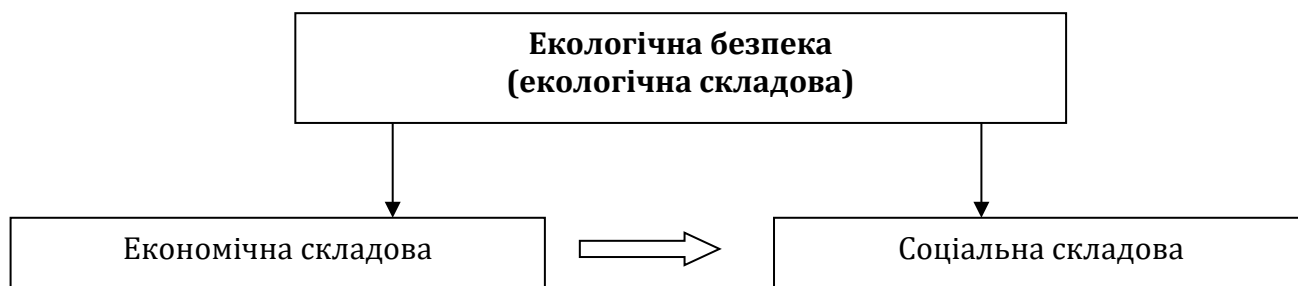 Екологічна безпека
(екологічна складова)
Економічна складова
Соціальна складова